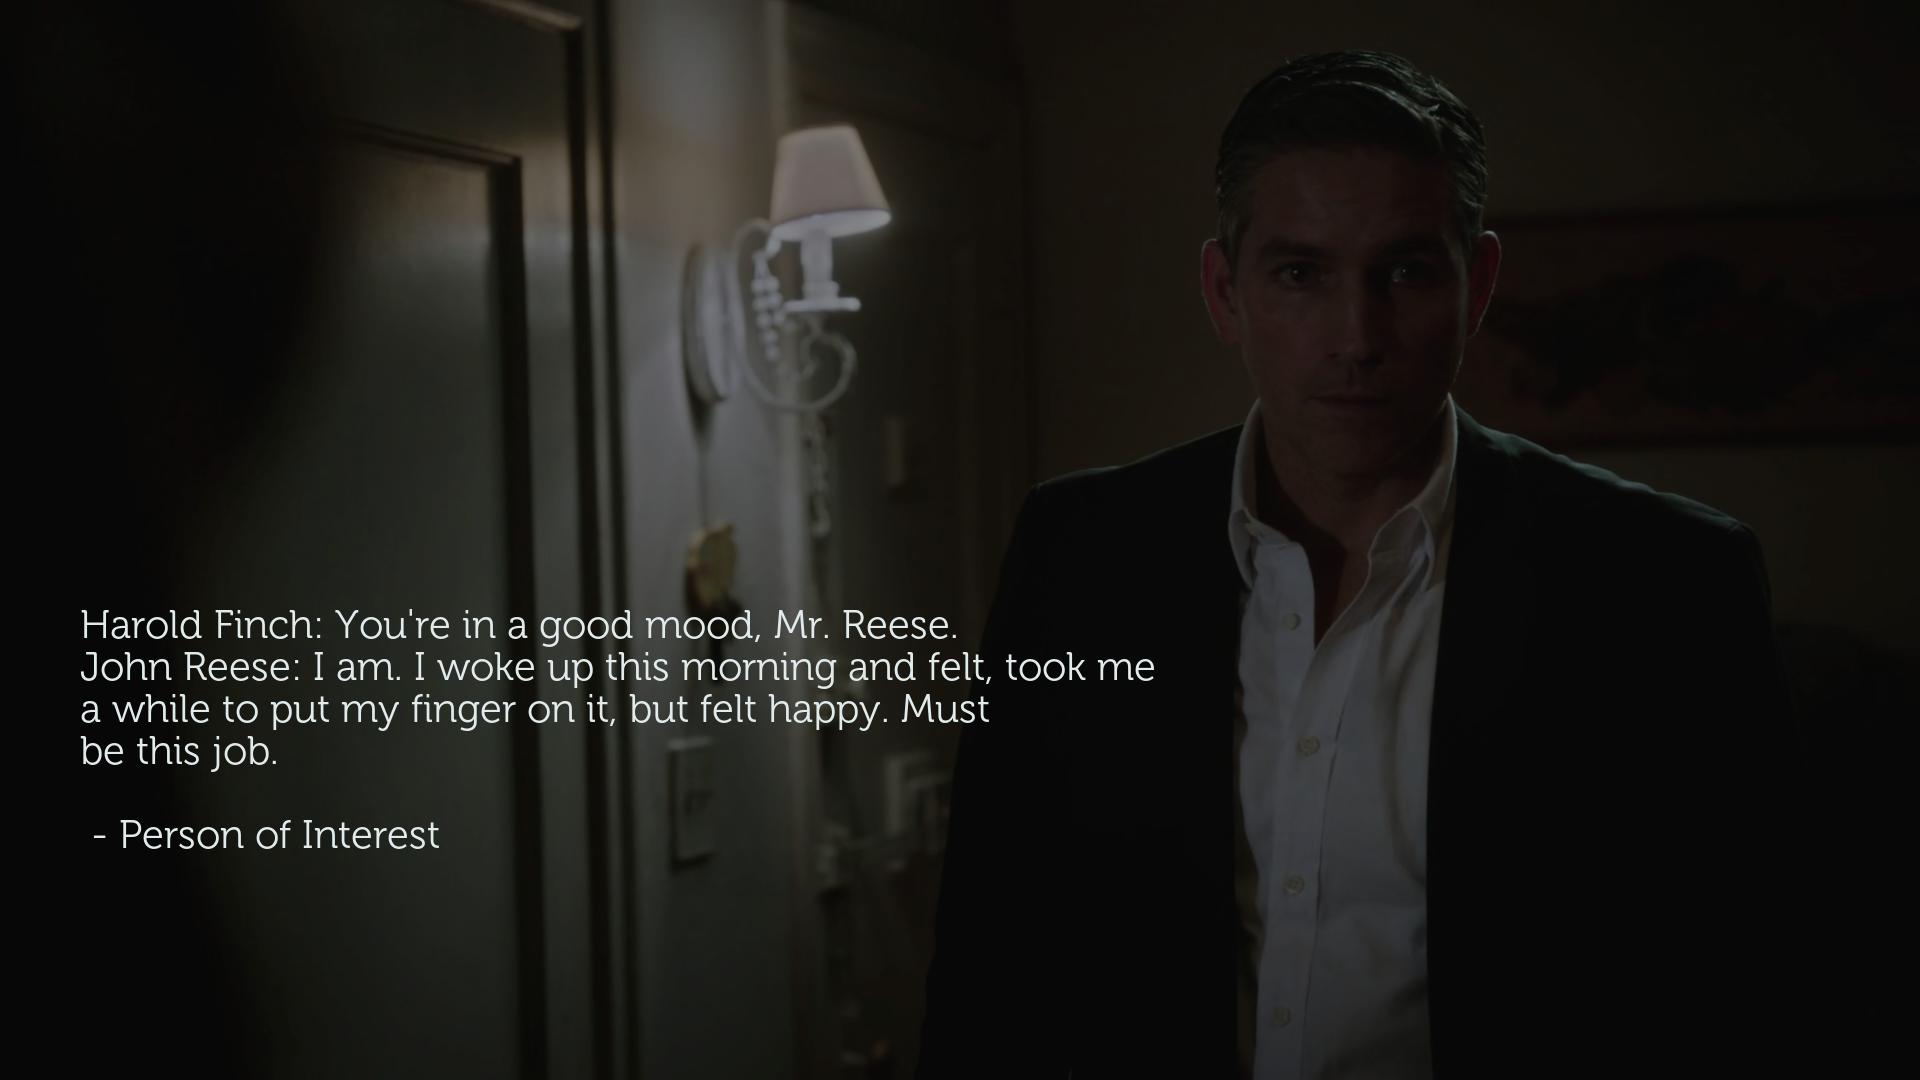 Harold Finch: You're in a good mood, Mr. Reese.
John Reese: I am. I woke up this morning and felt, took me
a while to put my finger on it, but felt happy. Must
be this job.
- Person of Interest